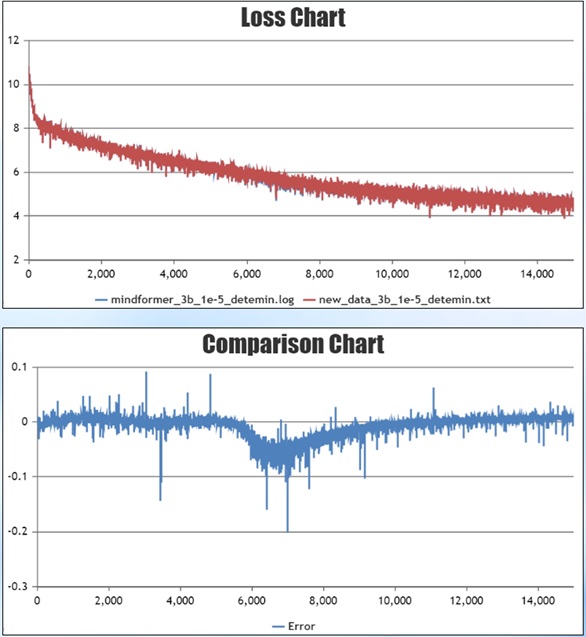 Loss Chart
12
10
8
6
4
2
0 2,000 4,000 6,000 8,000 10,000 12,000 14,000
mindformer_3b_1e-5_detemin.log new_data_3b_1e-5_detemin.txt
Comparison Chart
0.1
0
-0.1
-0.2
-0.3
0 2,000 4,000 6,000 8,000 10,000 12,000 14,000
Error